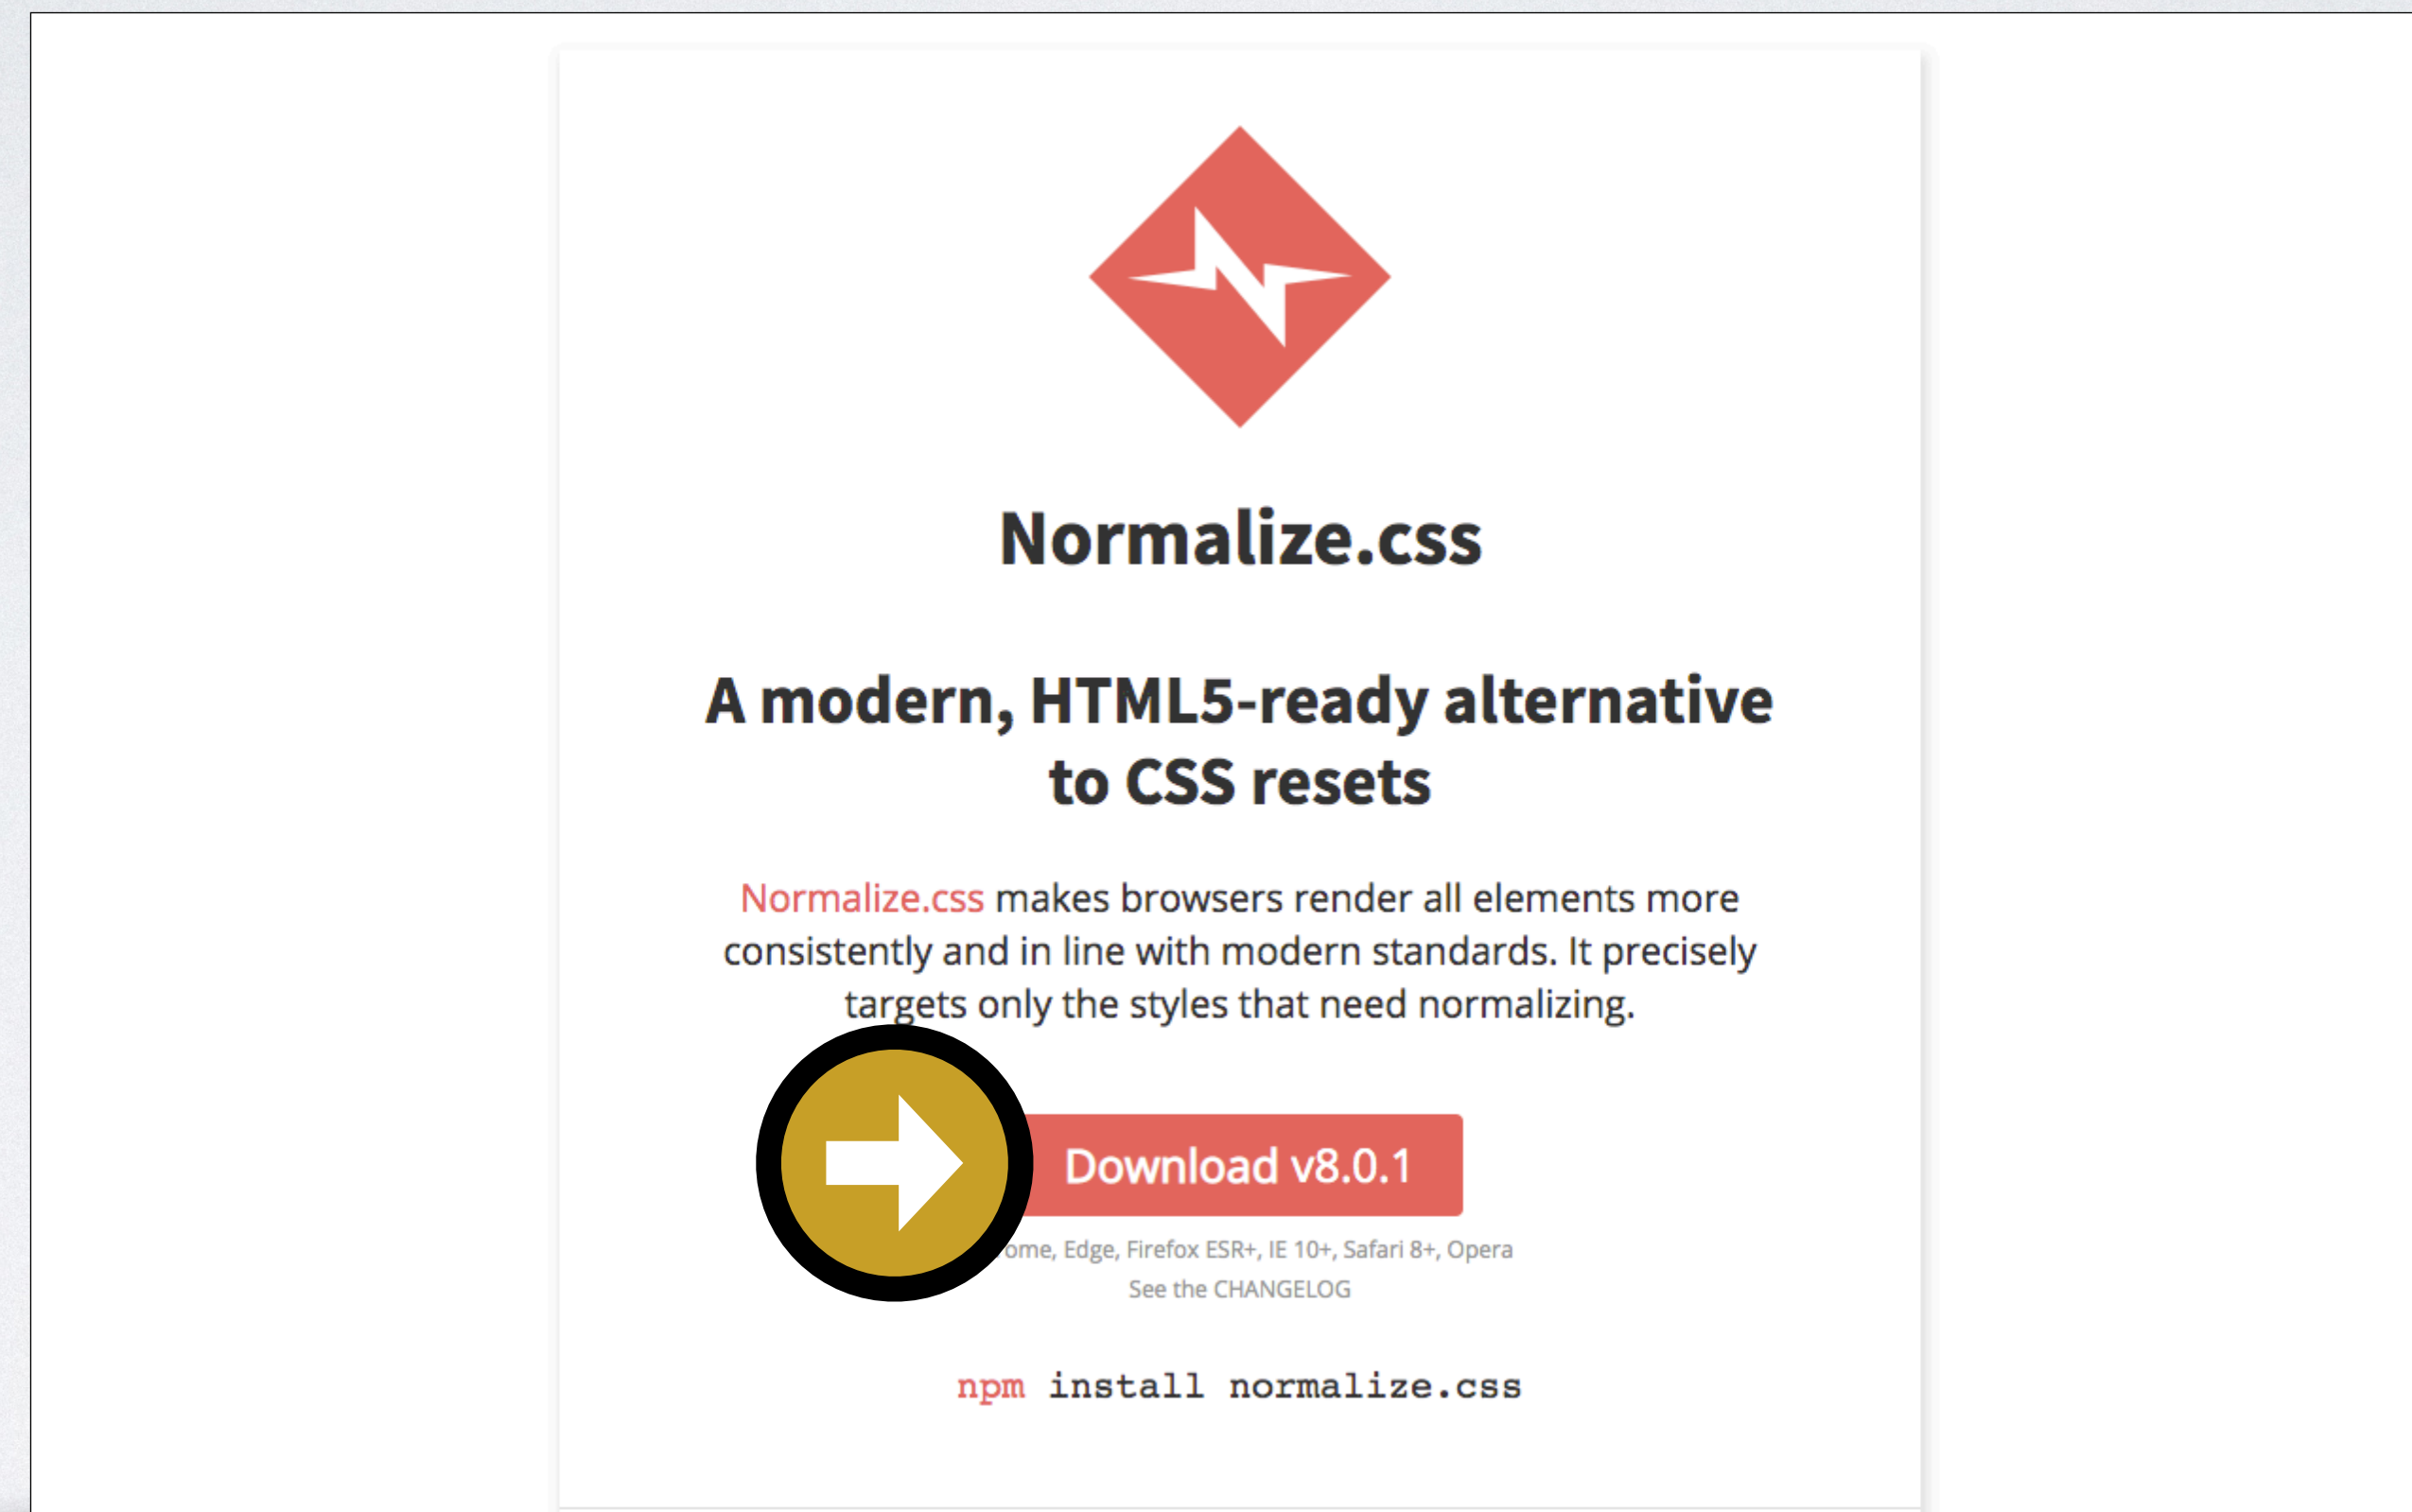 Normalize.css
A modern, HTML5-ready alternative
to CSS resets
Normalize.css makes browsers render all elements more
consistently and in line with modern standards. It precisely
targets only the styles that need normalizing.
Download v8.0.1
Edge, Firefox ESR+, IE 10+, Safari 8+, Opera
See the CHANGELOG
npm install normalize.css